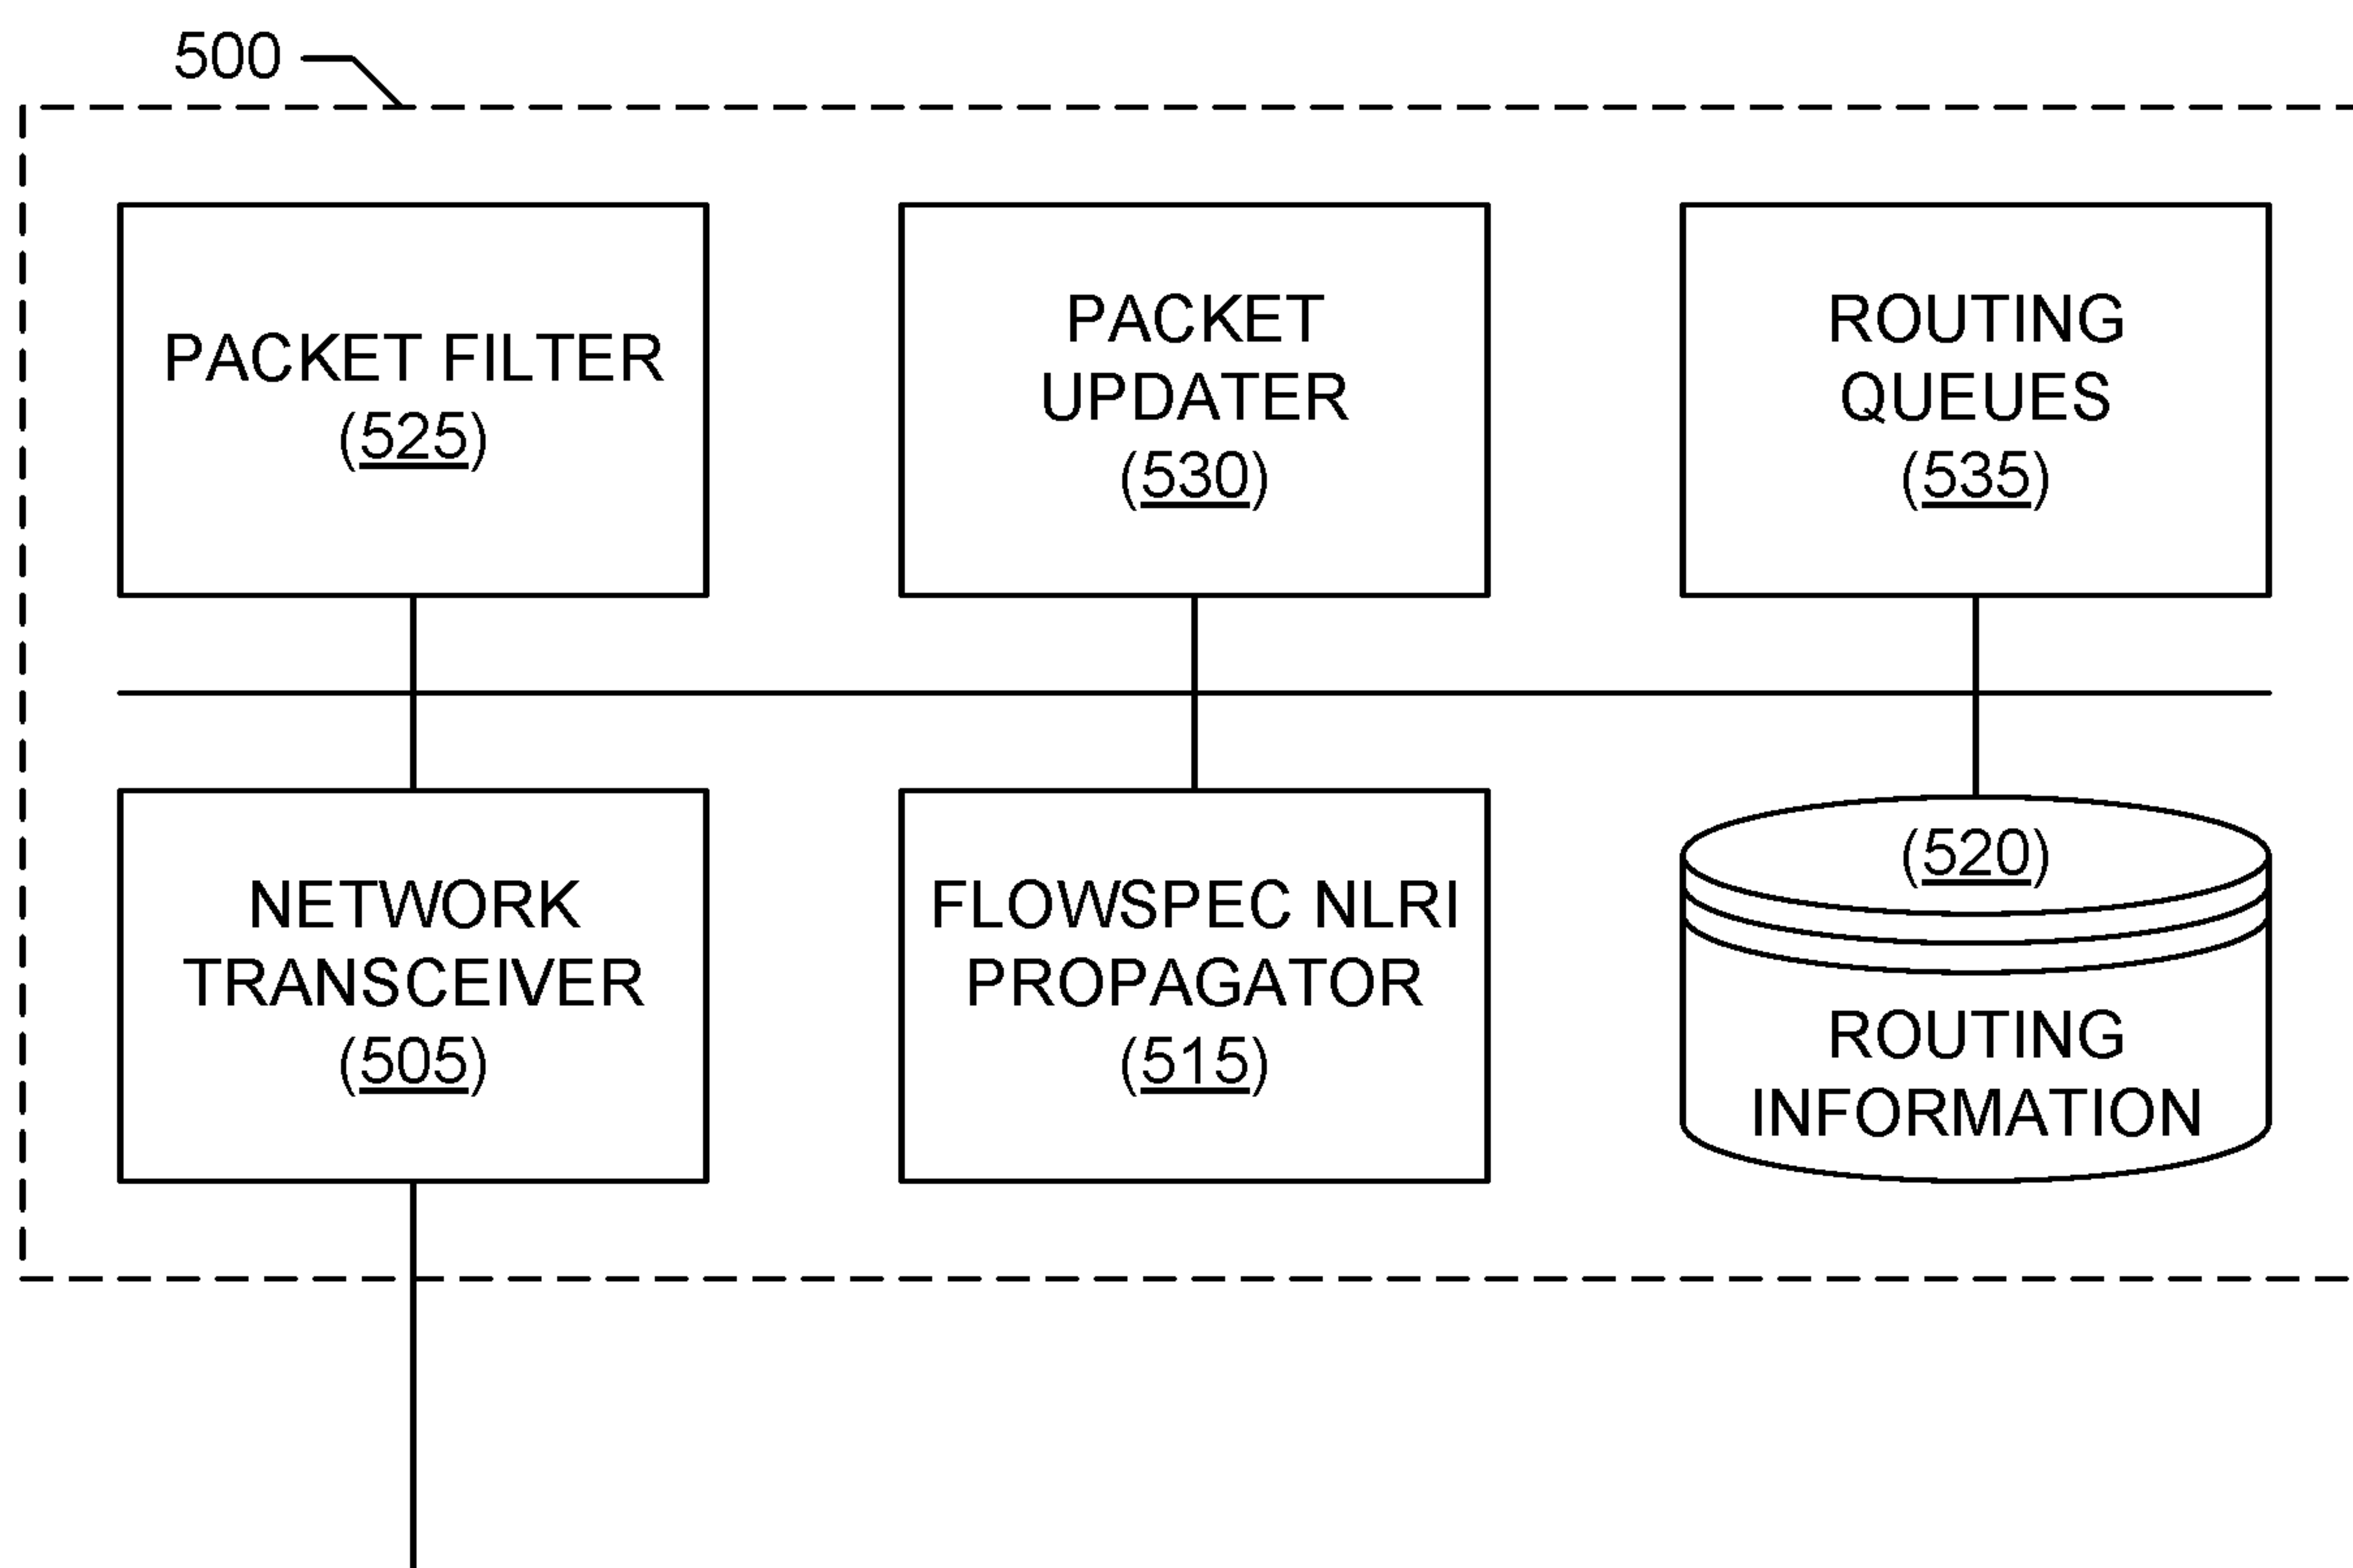 500
PACKET FILTER
(525)
PACKET
UPDATER
(530)
ROUTING
QUEUES
(535)
NETWORK
TRANSCEIVER
(505)
FLOWSPEC NLRI
PROPAGATOR
(515)
(520)
ROUTING
INFORMATION